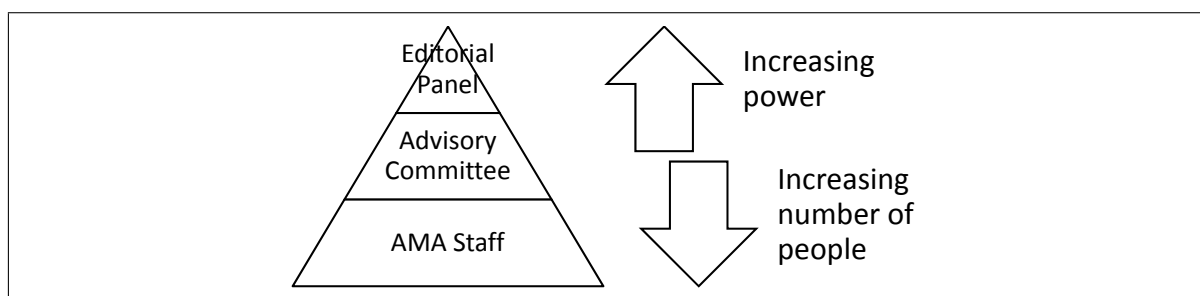 Editorial
Panel
Advisory
Committee
AMA Staff
Increasing
power
Increasing
number of
people